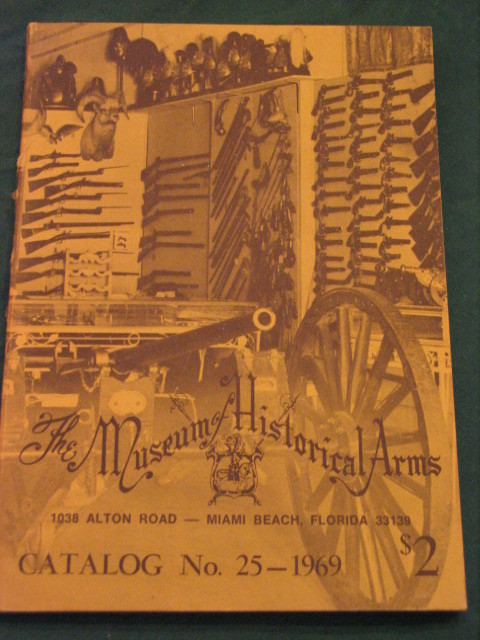 The Museum of Historical Arms
1038 ALTON ROAD — MIAMI BEACH, FLORIDA 33139
$2
CATALOG No. 25—1969